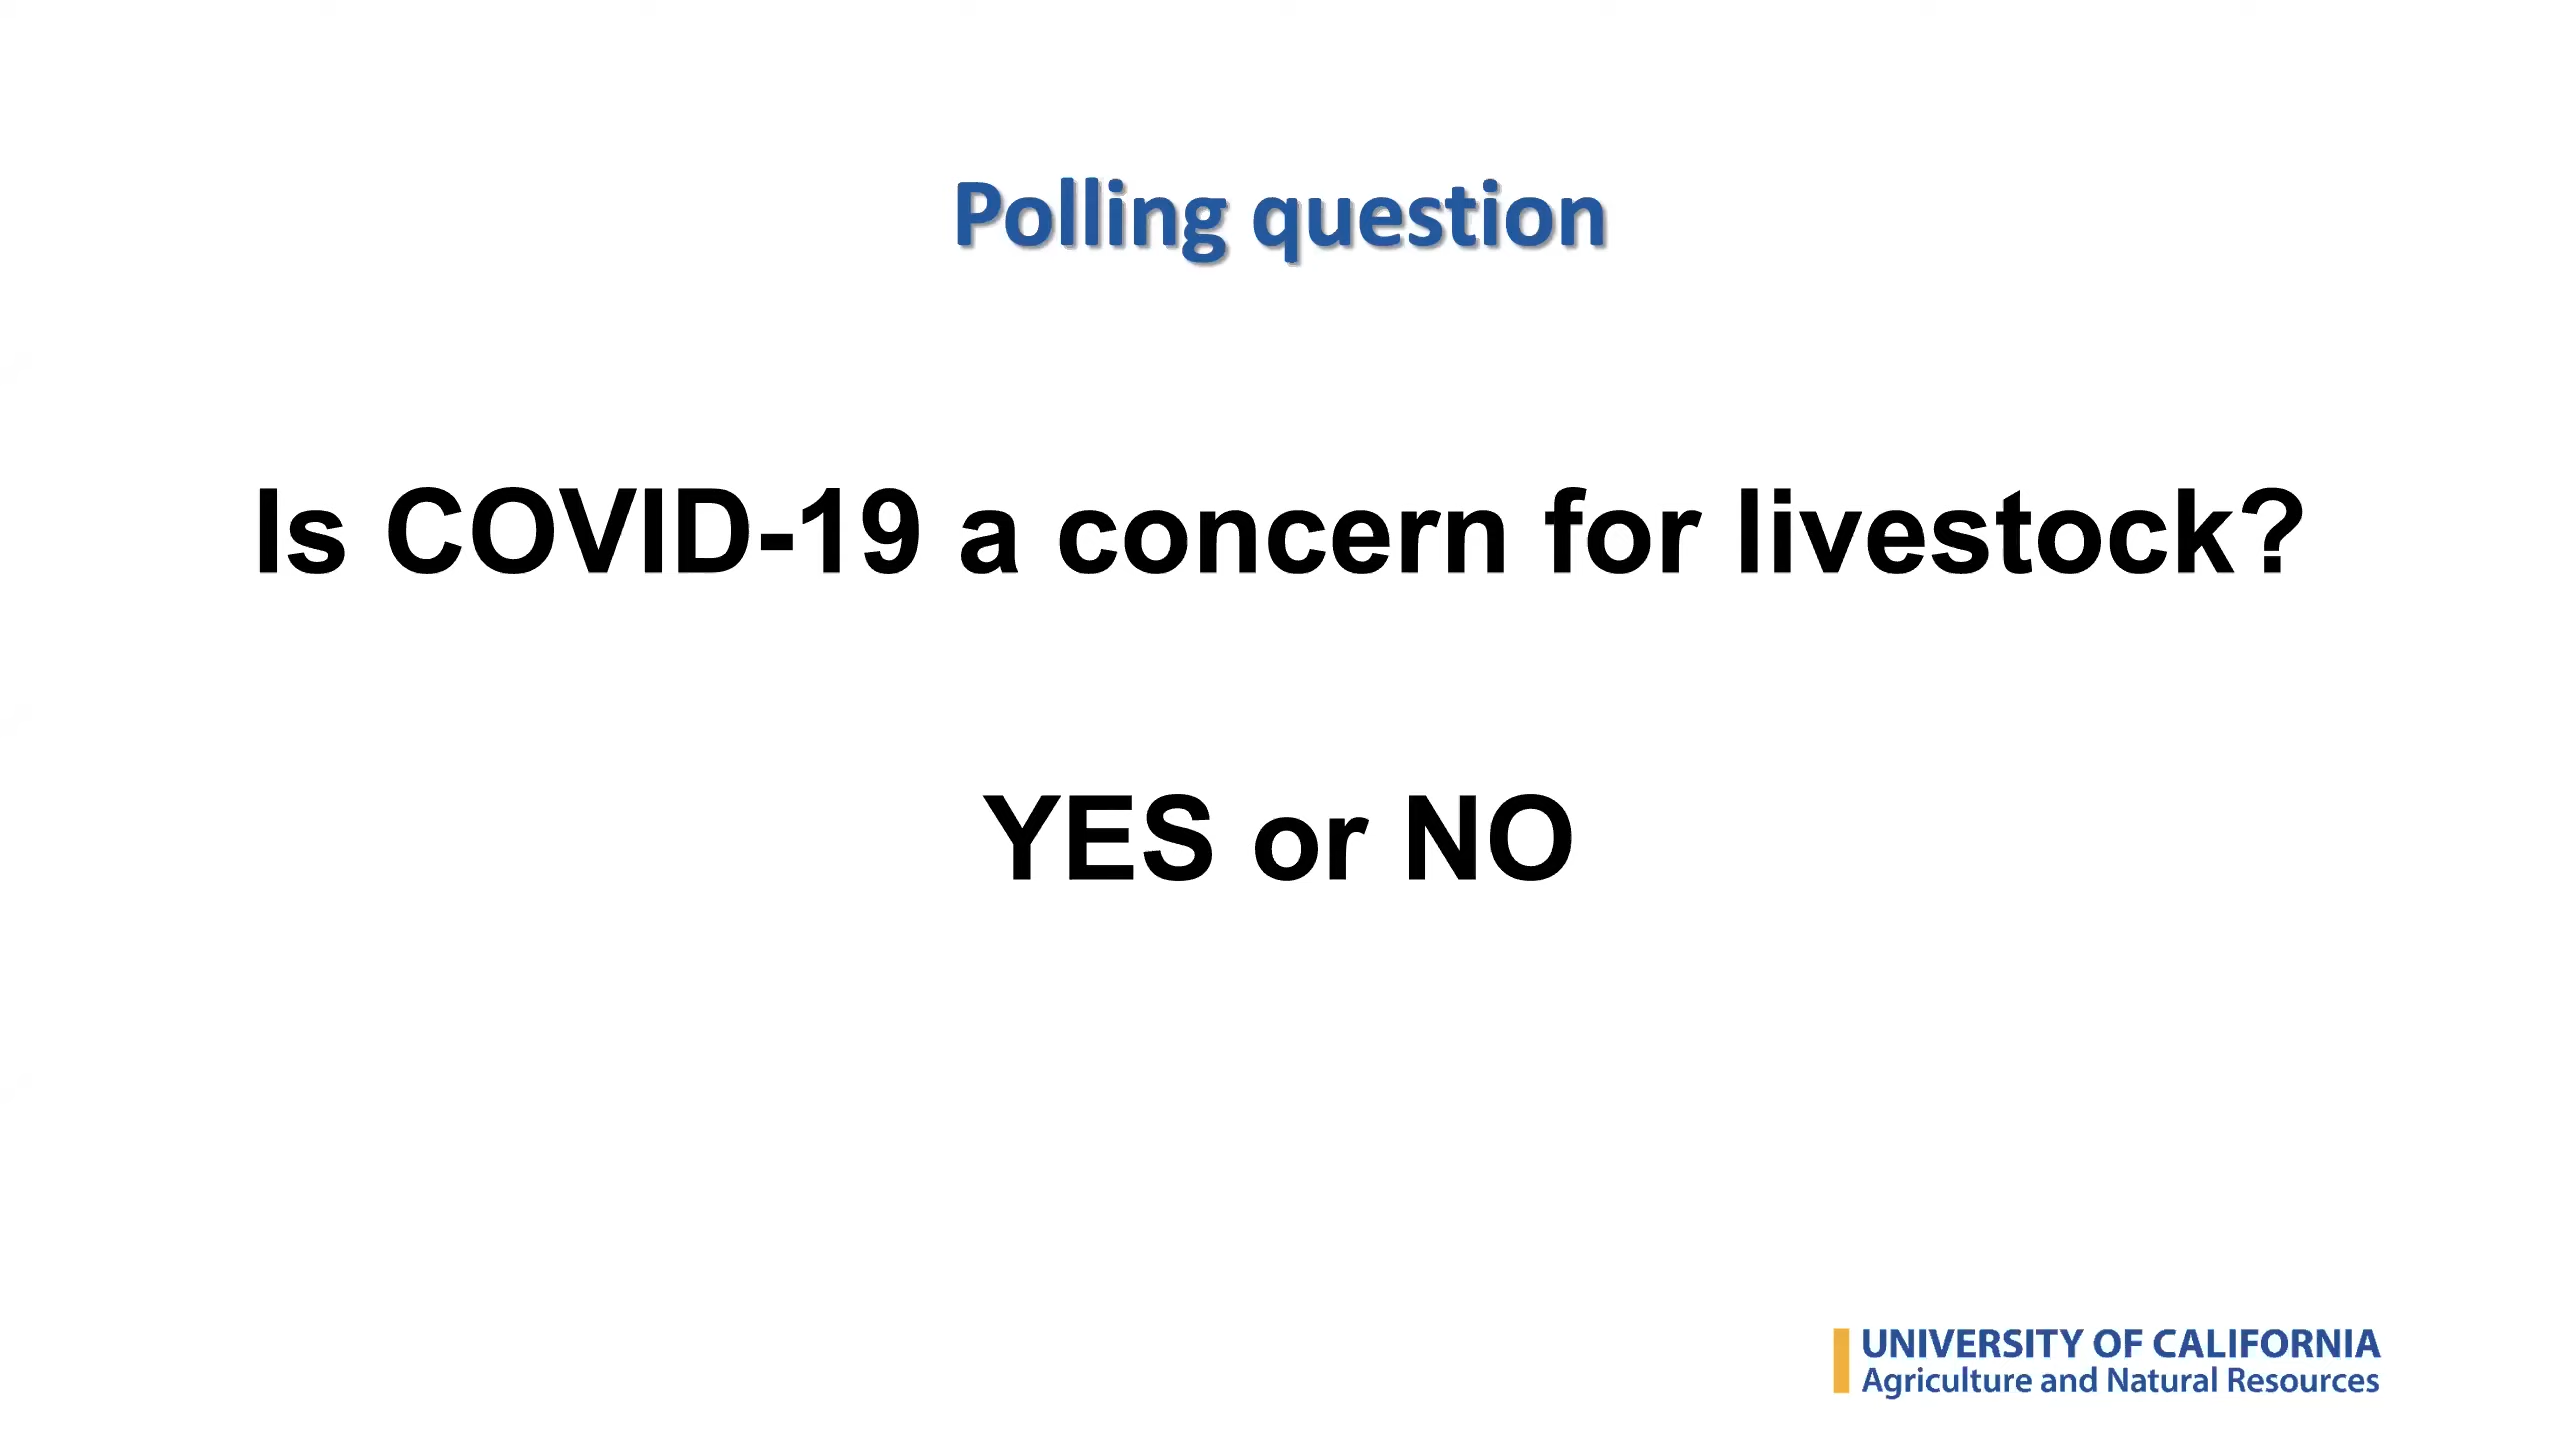 Polling question
Is COVID-19 a concern for livestock?
YES or NO
UNIVERSITY OF CALIFORNIA
Agriculture and Natural Resources